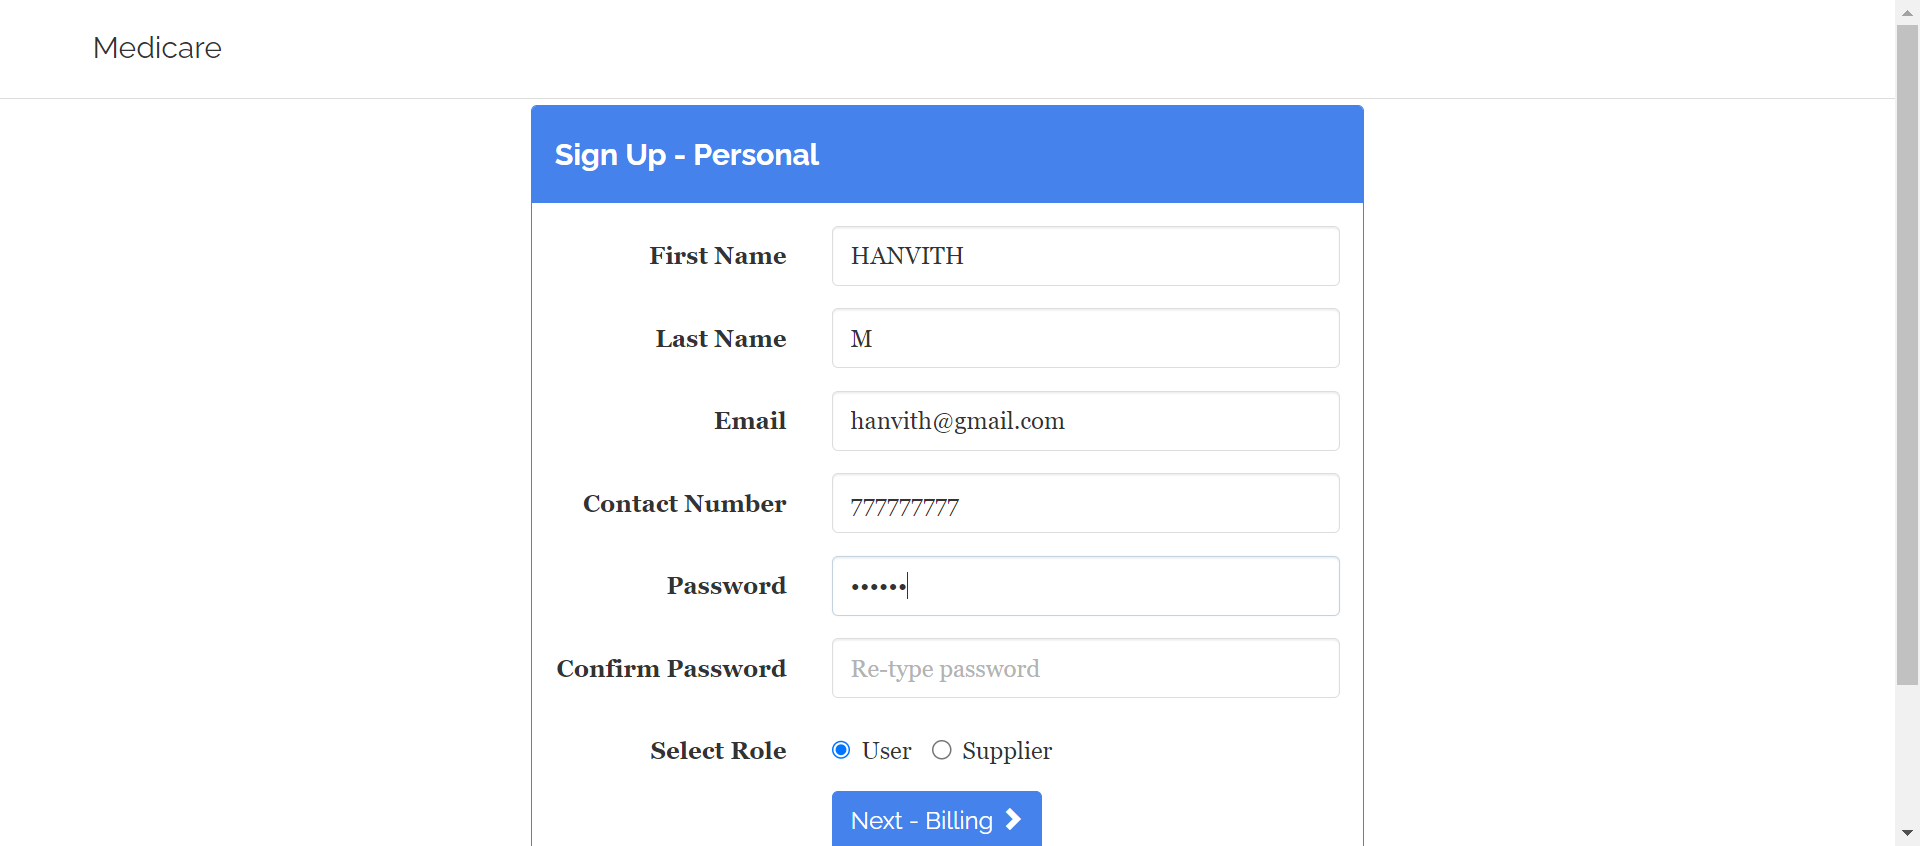 Medicare
Sign Up - Personal
First Name HANVITH
Last Name M
Email hanvith@gmail.com
Contact Number 777777777
Password ••••••
Confirm Password Re-type password
Select Role User Supplier
Next - Billing